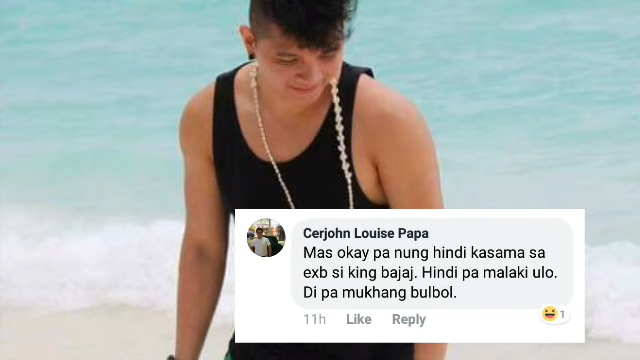 Cerjohn Louise Papa
Mas okay pa nung hindi kasama sa
exb si king bajaj. Hindi pa malaki ulo.
Di pa mukhang bulbol.
11h Like Reply 1